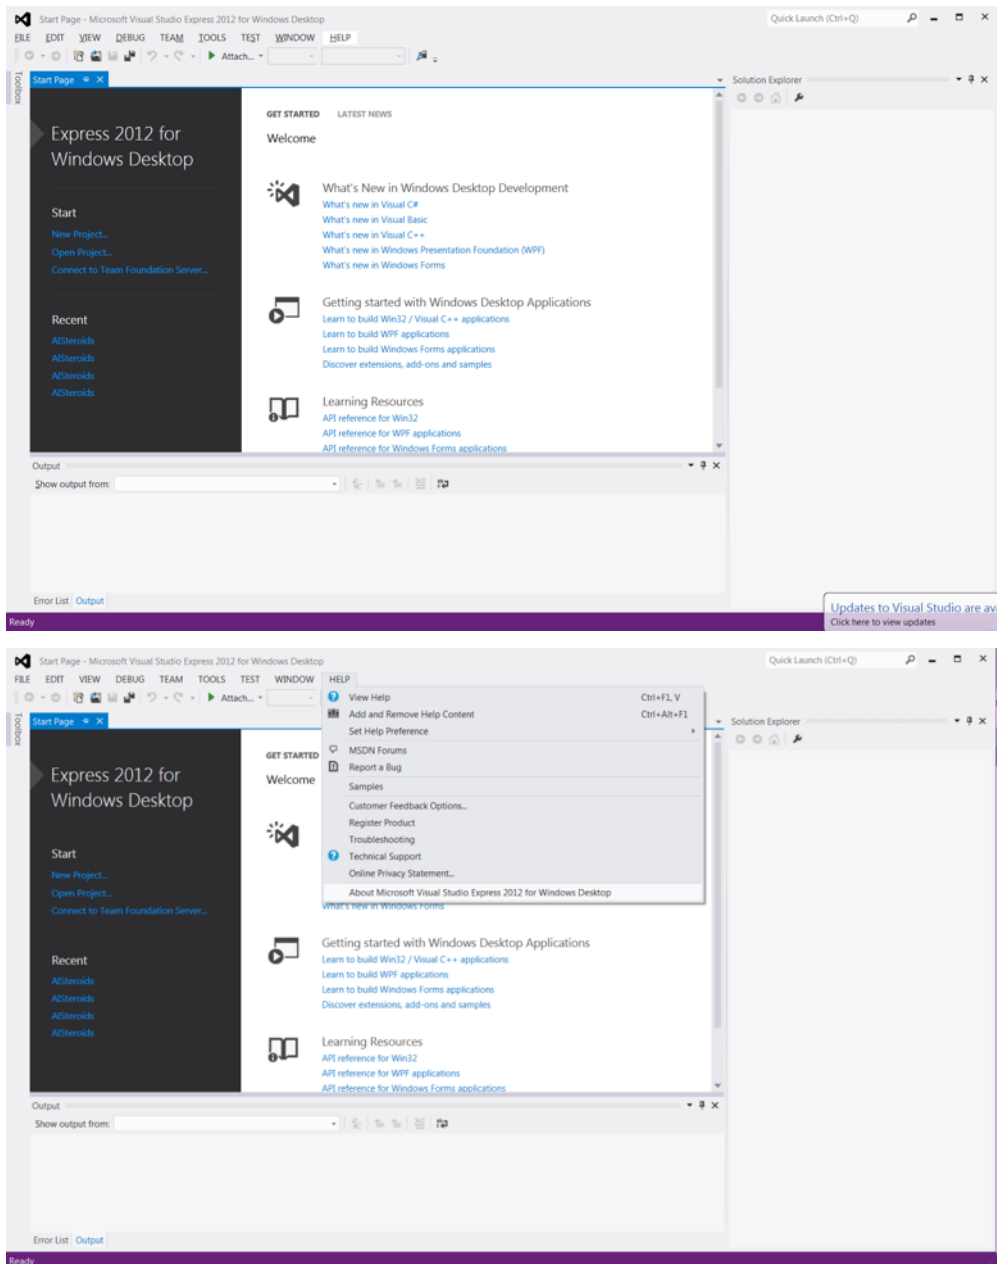 Start Page - Microsoft Visual Studio Express 2012 for Windows Desktop
Quick Launch (Ctrl+Q)
FILE EDIT VIEW DEBUG TEAM TOOLS TEST WINDOW HELP
Attach...
Toolbox
Start Page
Solution Explorer
Express 2012 for
Windows Desktop
Start
New Project...
Open Project...
Connect to Team Foundation Server...
Recent
AISteroids
AISteroids
AISteroids
AISteroids
GET STARTED LATEST NEWS
Welcome
What's New in Windows Desktop Development
What's new in Visual C#
What's new in Visual Basic
What's new in Visual C++
What's new in Windows Presentation Foundation (WPF)
What's new in Windows Forms
Getting started with Windows Desktop Applications
Learn to build Win32 / Visual C++ applications
Learn to build WPF applications
Learn to build Windows Forms applications
Discover extensions, add-ons and samples
Learning Resources
API reference for Win32
API reference for WPF applications
API reference for Windows Forms applications
Output
Show output from:
Error List Output
Ready
Updates to Visual Studio are av
Click here to view updates
Start Page - Microsoft Visual Studio Express 2012 for Windows Desktop
Quick Launch (Ctrl+Q)
FILE EDIT VIEW DEBUG TEAM TOOLS TEST WINDOW HELP
Attach...
Toolbox
Start Page
Solution Explorer
View Help Ctrl+F1, V
Add and Remove Help Content Ctrl+Alt+F1
Set Help Preference
MSDN Forums
Report a Bug
Samples
Customer Feedback Options...
Register Product
Troubleshooting
Technical Support
Online Privacy Statement...
About Microsoft Visual Studio Express 2012 for Windows Desktop
Express 2012 for
Windows Desktop
Start
New Project...
Open Project...
Connect to Team Foundation Server...
Recent
AISteroids
AISteroids
AISteroids
AISteroids
GET STARTED
Welcome
What's new in Windows Forms
Getting started with Windows Desktop Applications
Learn to build Win32 / Visual C++ applications
Learn to build WPF applications
Learn to build Windows Forms applications
Discover extensions, add-ons and samples
Learning Resources
API reference for Win32
API reference for WPF applications
API reference for Windows Forms applications
Output
Show output from:
Error List Output
Ready